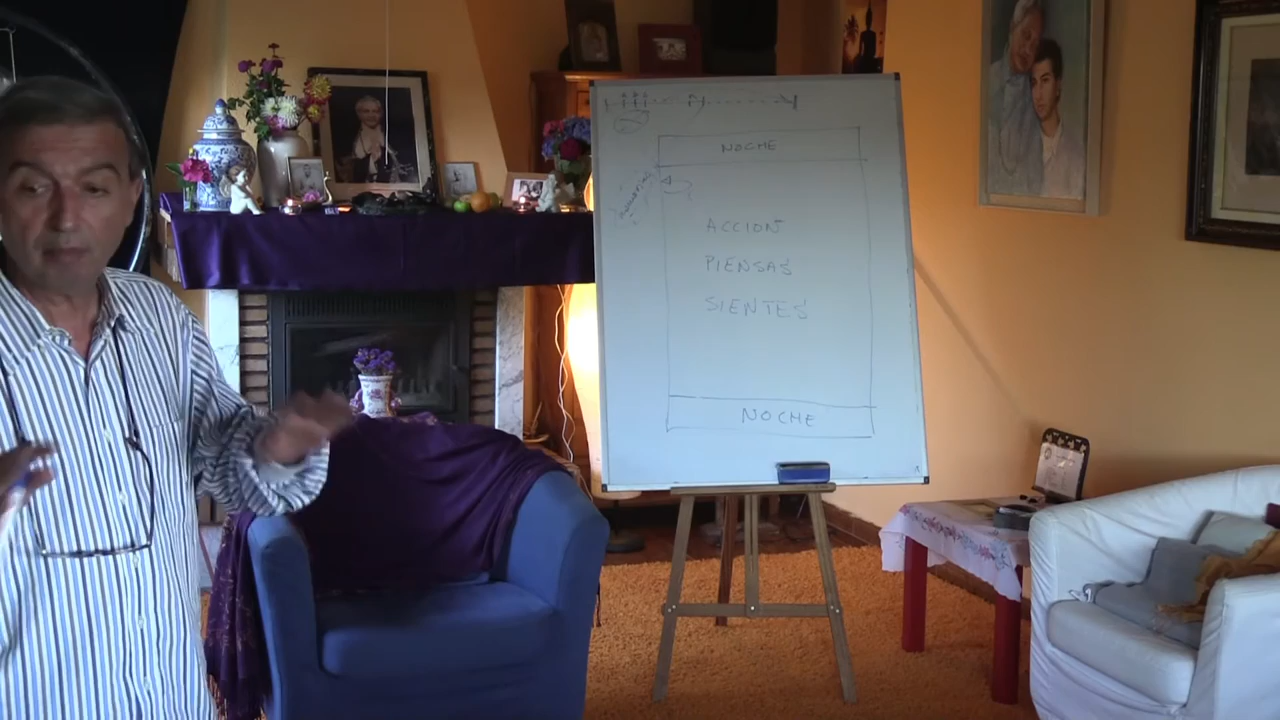 NOCHE
ACCION
PIENSAS
SIENTES
NOCHE